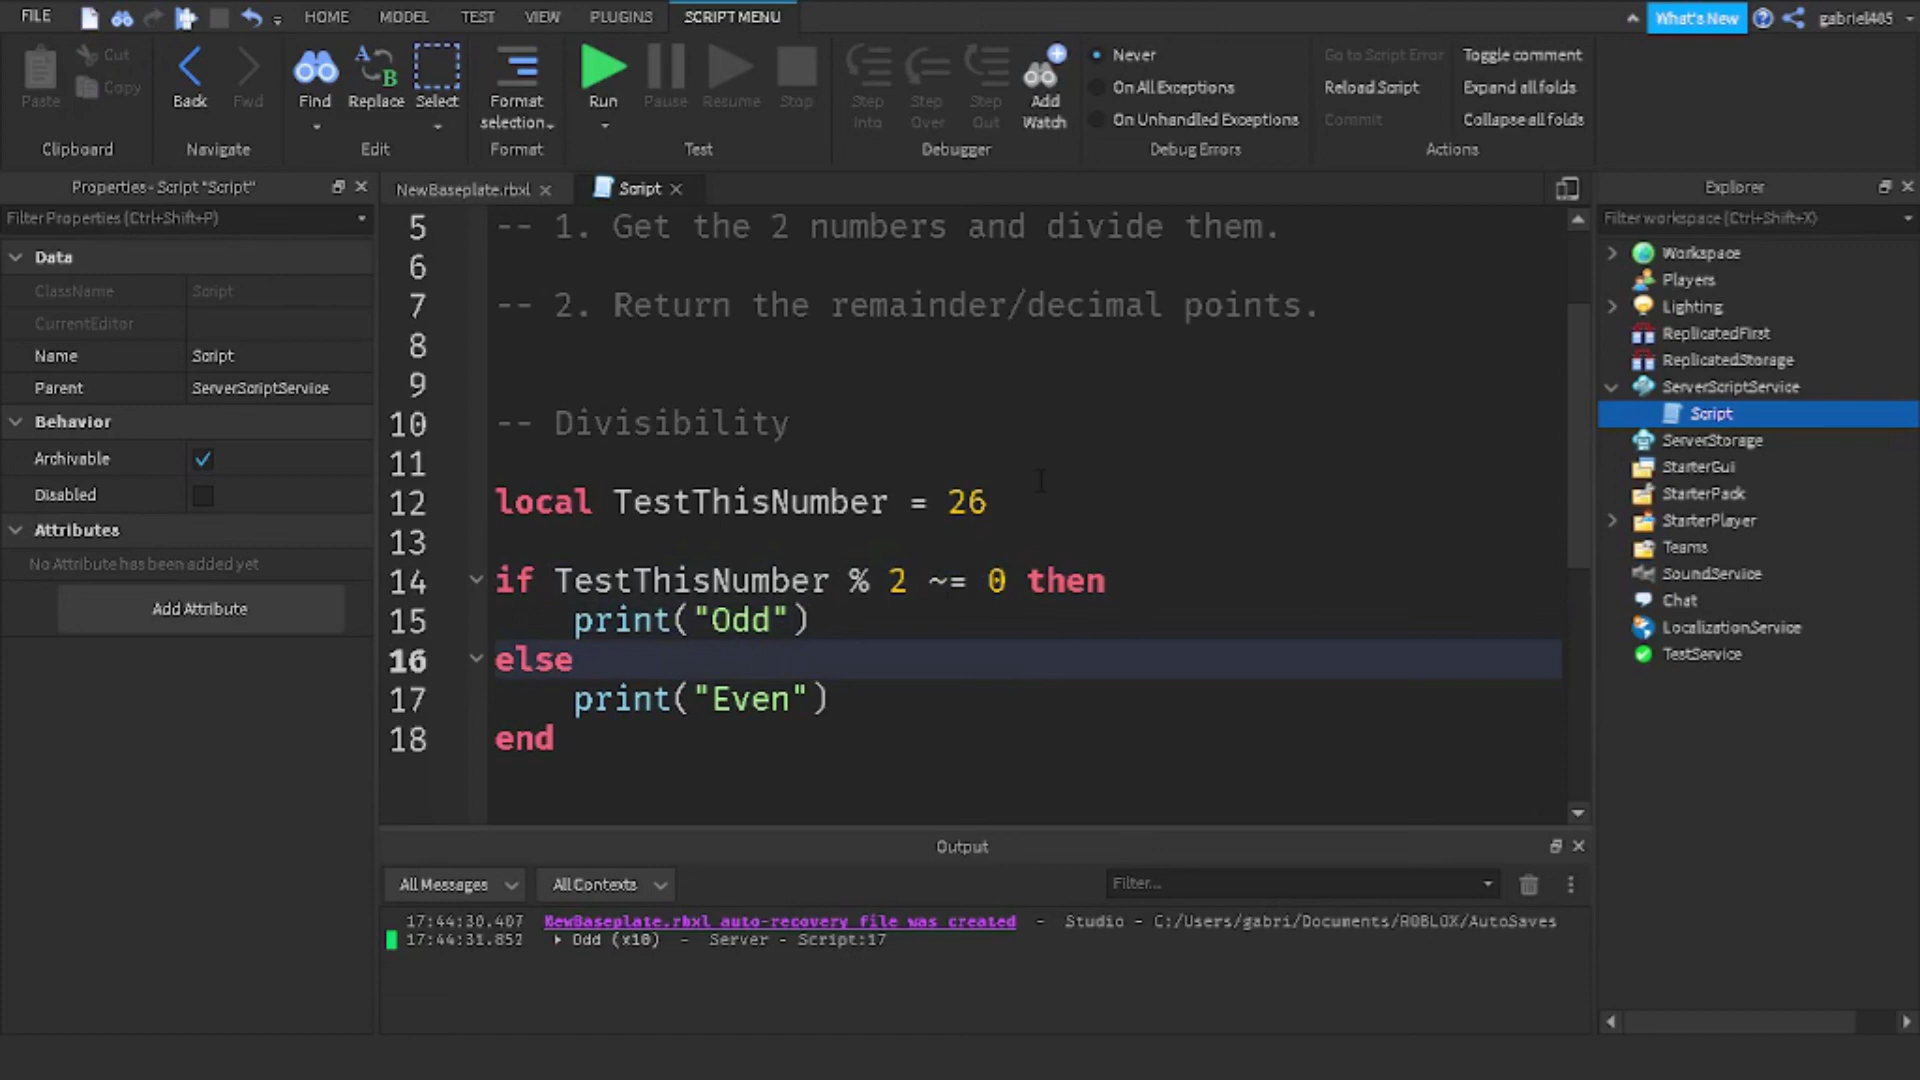 FILE
HOME MODEL TEST VIEW PLUGINS SCRIPT MENU
What's New
gabriel405
Paste
Cut
Copy
Clipboard
Back
Fwd
Navigate
Find
Replace
Select
Edit
Format
selection
Format
Run
Pause
Resume
Stop
Test
Step
Into
Step
Over
Step
Out
Add
Watch
Debugger
Never
On All Exceptions
On Unhandled Exceptions
Debug Errors
Go to Script Error
Reload Script
Commit
Toggle comment
Expand all folds
Collapse all folds
Actions
Properties - Script "Script"
Filter Properties (Ctrl+Shift+P)
Data
ClassName Script
CurrentEditor
Name Script
Parent ServerScriptService
Behavior
Archivable
Disabled
Attributes
No Attribute has been added yet
Add Attribute
NewBaseplate.rbxl Script
5 -- 1. Get the 2 numbers and divide them.
6
7 -- 2. Return the remainder/decimal points.
8
9
10 -- Divisibility
11
12 local TestThisNumber = 26
13
14 if TestThisNumber % 2 ~= 0 then
15 print("Odd")
16 else
17 print("Even")
18 end
Explorer
Filter workspace (Ctrl+Shift+X)
Workspace
Players
Lighting
ReplicatedFirst
ReplicatedStorage
ServerScriptService
Script
ServerStorage
StarterGui
StarterPack
StarterPlayer
Teams
SoundService
Chat
LocalizationService
TestService
Output
All Messages All Contexts Filter...
17:44:30.407 NewBaseplate.rbxl auto-recovery file was created - Studio - C:/Users/gabri/Documents/ROBLOX/AutoSaves
17:44:31.852 Odd (x10) - Server - Script:17